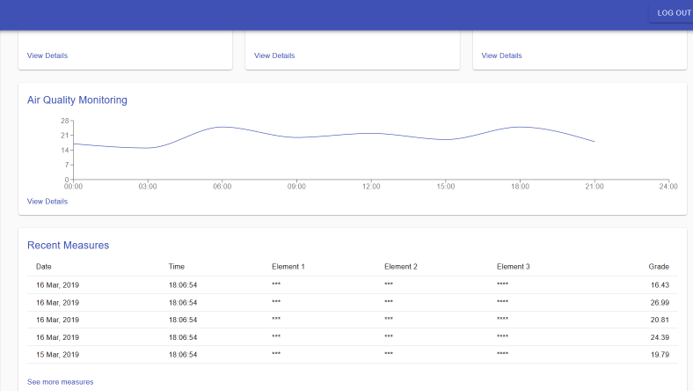 LOG OUT
View Details View Details View Details
Air Quality Monitoring
28
21
14
7
0
00:00 03:00 06:00 09:00 12:00 15:00 18:00 21:00 24:00
View Details
Recent Measures
Date Time Element 1 Element 2 Element 3 Grade
16 Mar, 2019 18:06:54 *** *** **** 16.43
16 Mar, 2019 18:06:54 *** *** **** 26.99
16 Mar, 2019 18:06:54 *** *** **** 20.81
16 Mar, 2019 18:06:54 *** *** **** 24.39
15 Mar, 2019 18:06:54 *** *** **** 19.79
See more measures